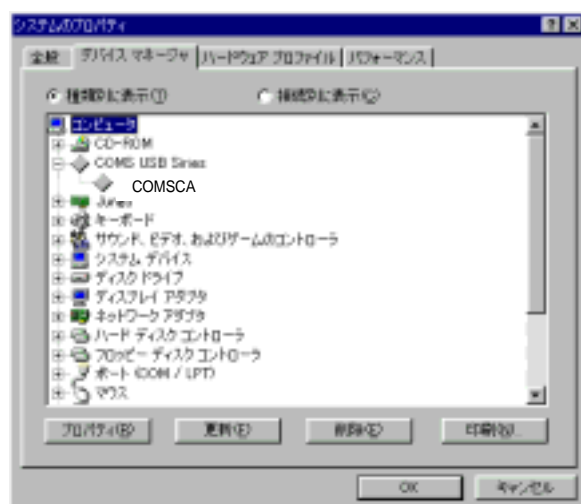 システムのプロパティ
全般 デバイス マネージャ ハードウェア プロファイル パフォーマンス
種類別に表示(T) 接続別に表示(C)
コンピュータ
CD-ROM
COMS USB Siries
COMSCA
Jungo
キーボード
サウンド、ビデオ、およびゲームのコントローラ
システム デバイス
ディスク ドライブ
ディスプレイ アダプタ
ネットワーク アダプタ
ハード ディスク コントローラ
フロッピー ディスク コントローラ
ポート (COM / LPT)
マウス
プロパティ(R) 更新(F) 削除(E) 印刷(N)...
OK キャンセル